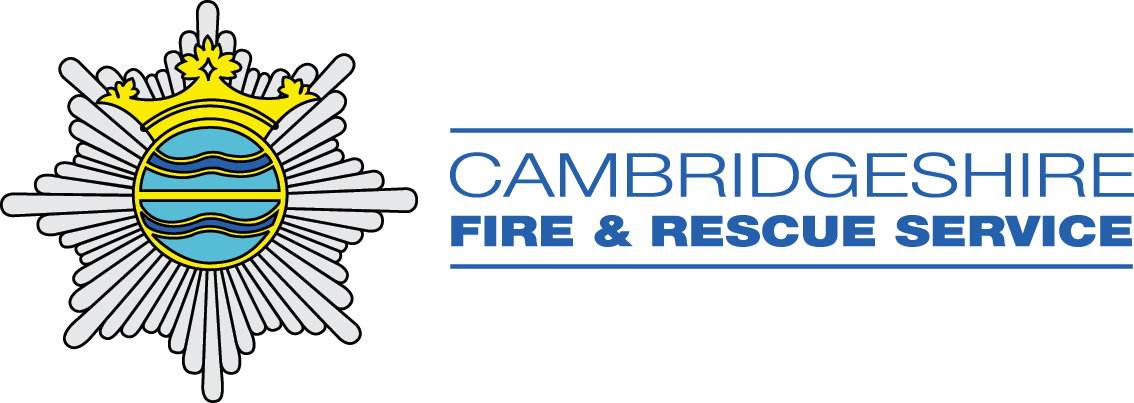 CAMBRIDGESHIRE
FIRE & RESCUE SERVICE